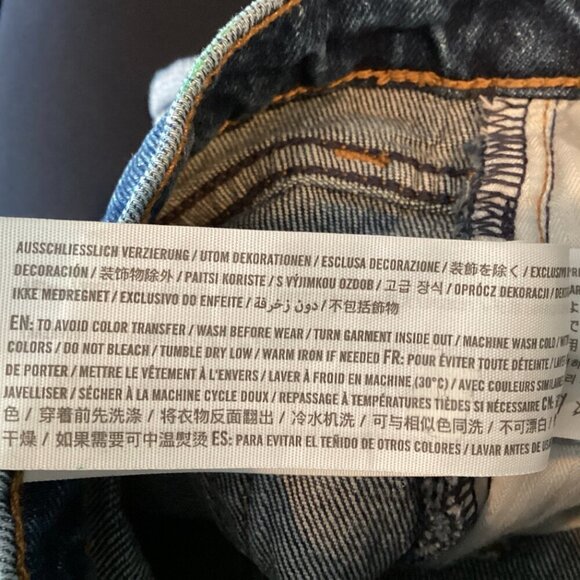 AUSSCHLIESSLICH VERZIERUNG / UTOM DEKORATIONEN / ESCLUSA DECORAZIONE / 装飾を除く / EXCLUSIV
DECORACIÓN / 装饰物除外 / PAITSI KORISTE / S VÝJIMKOU OZDOB / 고급 장식 / OPRÓCZ DEKORACJI /
IKKE MEDREGNET / EXCLUSIVO DO ENFEITE / دون زخرفة / 不包括飾物
EN: TO AVOID COLOR TRANSFER / WASH BEFORE WEAR / TURN GARMENT INSIDE OUT / MACHINE WASH COLD /
COLORS / DO NOT BLEACH / TUMBLE DRY LOW / WARM IRON IF NEEDED FR: POUR ÉVITER TOUTE DÉTEINTE /
DE PORTER / METTRE LE VÊTEMENT À L'ENVERS / LAVER À FROID EN MACHINE (30°C) / AVEC COULEURS
JAVELLISER / SÉCHER À LA MACHINE CYCLE DOUX / REPASSAGE À TEMPÉRATURES TIÈDES SI NÉCESSAIRE CN:
色 / 穿着前先洗涤 / 将衣物反面翻出 / 冷水机洗 / 可与相似色同洗 / 不可漂白 /
干燥 / 如果需要可中温熨烫 ES: PARA EVITAR EL TEÑIDO DE OTROS COLORES / LAVAR ANTES DE